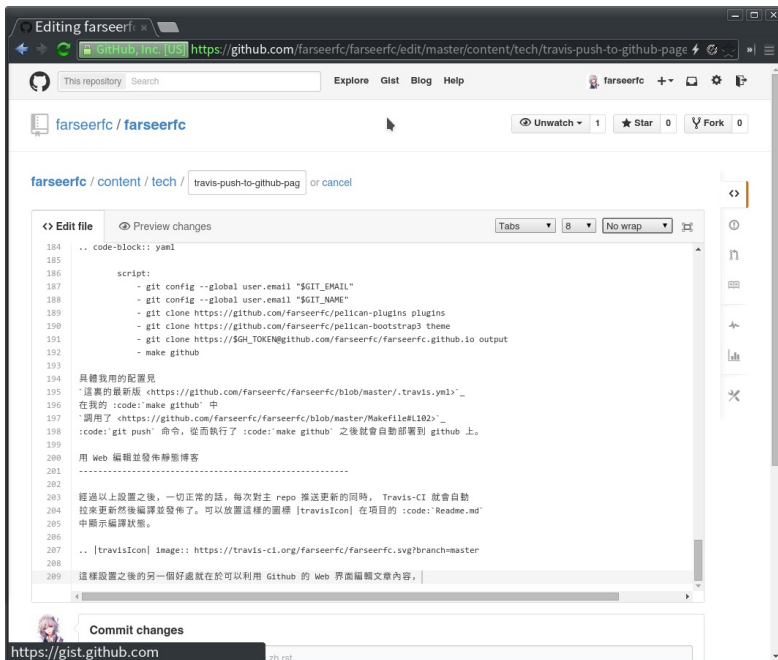 Editing farseerfc
GitHub, Inc. [US] https://github.com/farseerfc/farseerfc/edit/master/content/tech/travis-push-to-github-page
This repository Search Explore Gist Blog Help farseerfc
farseerfc / farseerfc Unwatch 1 Star 0 Fork 0
farseerfc / content / tech / travis-push-to-github-pag or cancel
Edit file Preview changes Tabs 8 No wrap
184 .. code-block:: yaml
185
186 script:
187 - git config --global user.email "$GIT_EMAIL"
188 - git config --global user.email "$GIT_NAME"
189 - git clone https://github.com/farseerfc/pelican-plugins plugins
190 - git clone https://github.com/farseerfc/pelican-bootstrap3 theme
191 - git clone https://$GH_TOKEN@github.com/farseerfc/farseerfc.github.io output
192 - make github
193
194 具體我用的配置見
195 `這裏的最新版 <https://github.com/farseerfc/farseerfc/blob/master/.travis.yml>`_
196 在我的 :code:`make github` 中
197 `調用了 <https://github.com/farseerfc/farseerfc/blob/master/Makefile#L102>`_
198 :code:`git push` 命令，從而執行了 :code:`make github` 之後就會自動部署到 github 上。
199
200 用 Web 編輯並發佈靜態博客
201 --------------------------------------------------------
202
203 經過以上設置之後，一切正常的話，每次對主 repo 推送更新的同時， Travis-CI 就會自動
204 拉來更新然後編譯並發佈了。可以放置這樣的圖標 |travisIcon| 在項目的 :code:`Readme.md`
205 中顯示編譯狀態。
206
207 .. |travisIcon| image:: https://travis-ci.org/farseerfc/farseerfc.svg?branch=master
208
209 這樣設置之後的另一個好處就在於可以利用 Github 的 Web 界面編輯文章內容，
Commit changes
https://gist.github.com
zh.rst